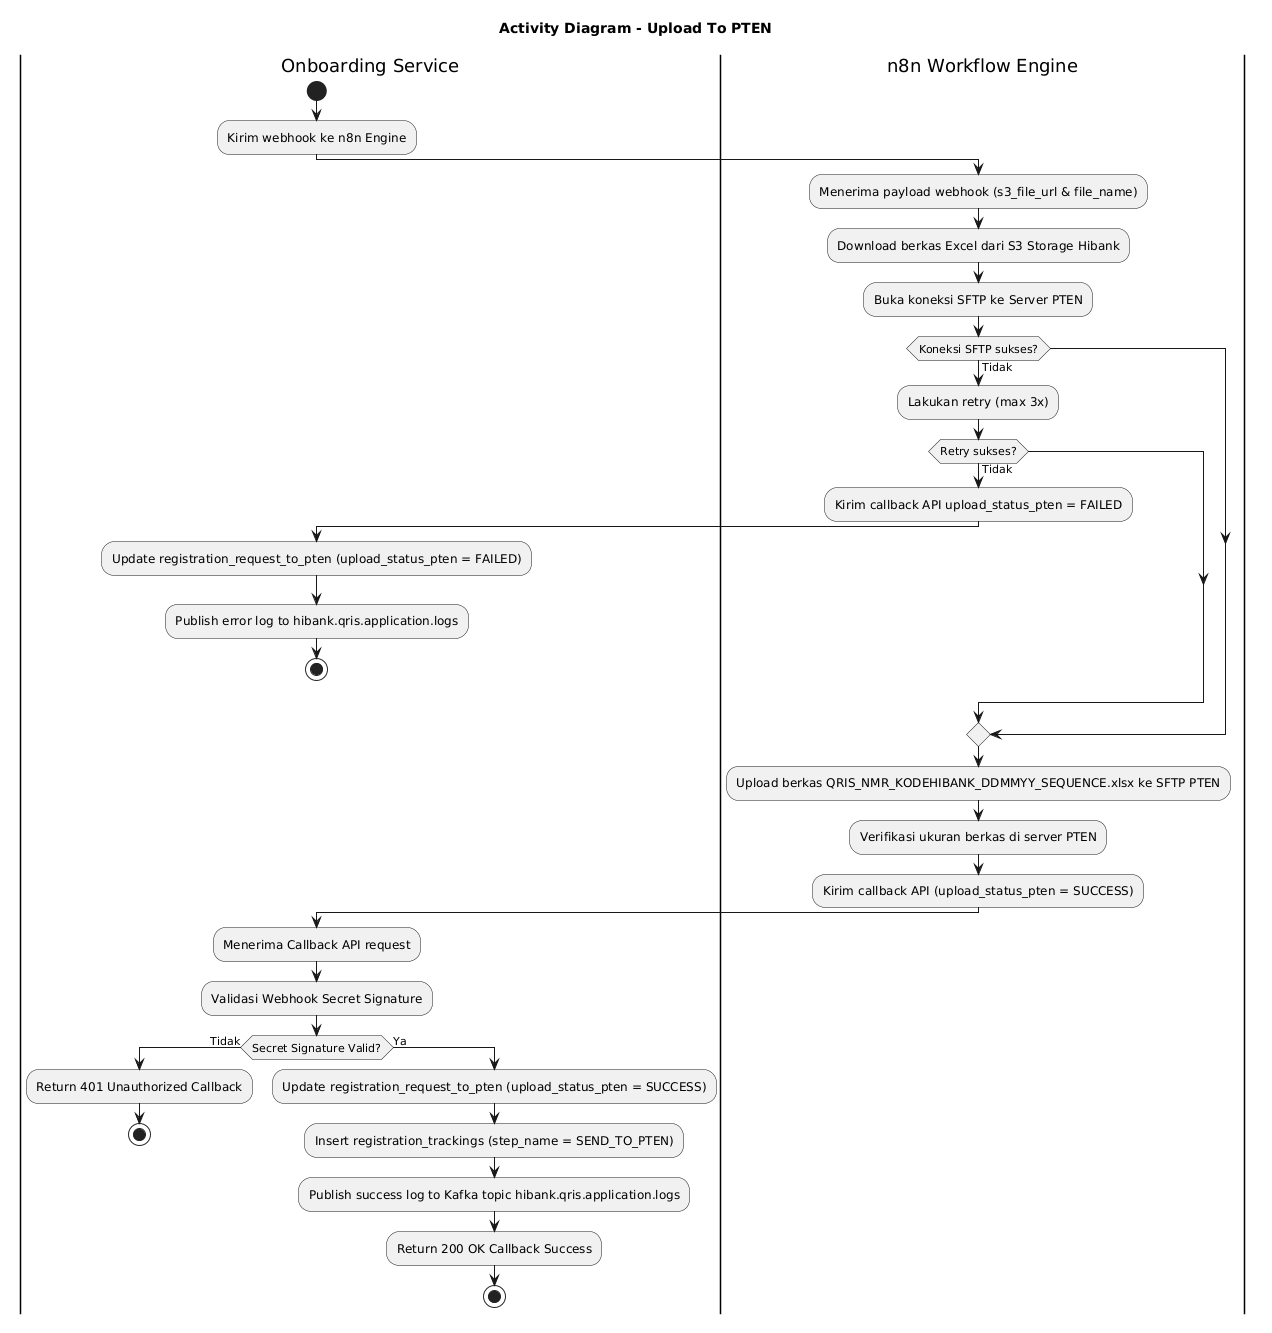 Activity Diagram - Upload To PTEN
Onboarding Service
n8n Workflow Engine
Kirim webhook ke n8n Engine
Menerima payload webhook (s3_file_url & file_name)
Download berkas Excel dari S3 Storage Hibank
Buka koneksi SFTP ke Server PTEN
Koneksi SFTP sukses?
Tidak
Lakukan retry (max 3x)
Retry sukses?
Tidak
Kirim callback API upload_status_pten = FAILED
Update registration_request_to_pten (upload_status_pten = FAILED)
Publish error log to hibank.qris.application.logs
Upload berkas QRIS_NMR_KODEHIBANK_DDMMYY_SEQUENCE.xlsx ke SFTP PTEN
Verifikasi ukuran berkas di server PTEN
Kirim callback API (upload_status_pten = SUCCESS)
Menerima Callback API request
Validasi Webhook Secret Signature
Tidak
Secret Signature Valid?
Ya
Return 401 Unauthorized Callback
Update registration_request_to_pten (upload_status_pten = SUCCESS)
Insert registration_trackings (step_name = SEND_TO_PTEN)
Publish success log to Kafka topic hibank.qris.application.logs
Return 200 OK Callback Success